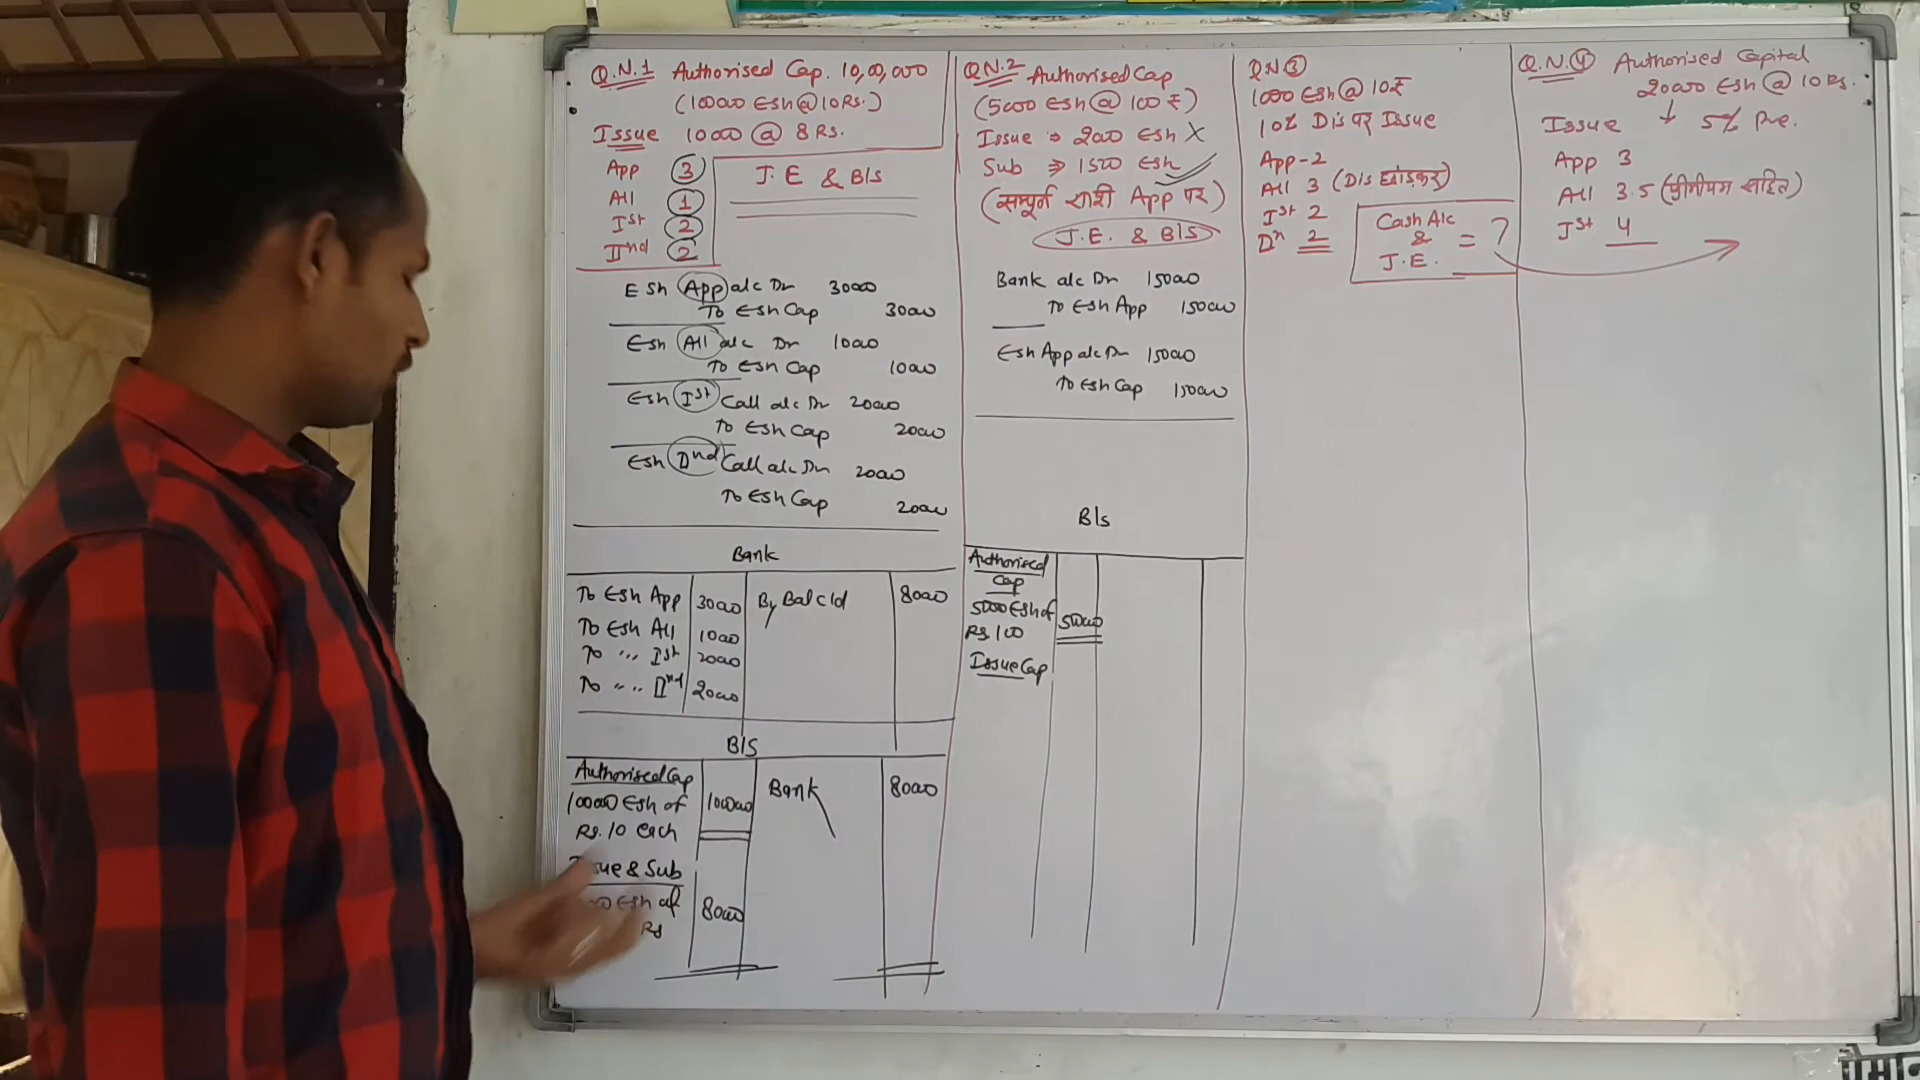 Q.N.1 Authorised Cap. 10,00,000
(100000 Esh @ 10 Rs.)
Issue 10000 @ 8 Rs.
App 3
All 1
Ist 2
IInd 2
J.E & B/s
Esh App a/c Dr 30000
To Esh Cap 30000
Esh All a/c Dr 10000
To Esh Cap 10000
Esh Ist Call a/c Dr 20000
To Esh Cap 20000
Esh IInd Call a/c Dr 20000
To Esh Cap 20000
Bank
To Esh App 30000 By Bal c/d 80000
To Esh All 10000
To " Ist 20000
To " " IInd 20000
B/S
Authorised Cap
100000 Esh of 1000000 Bank 80000
Rs. 10 each
Issue & Sub
Esh of 80000
Rs
Q.N.2 Authorised Cap
(5000 Esh @ 100 ₹)
Issue ⇒ 2000 Esh X
Sub ⇒ 1500 Esh
(सम्पूर्ण राशी App पर)
J.E. & B/S
Bank a/c Dr 150000
To Esh App 150000
Esh App a/c Dr 150000
To Esh Cap 150000
B/s
Authorised
Cap
5000 Esh of 500000
Rs 100
Issue Cap
Q.N 3
1000 Esh @ 10 ₹
10% Dis पर Issue
App - 2
All 3 (Dis छोड़कर)
Ist 2
IInd 2
Cash A/c
&
J.E.
= ?
Q.N. 4 Authorised Capital
20000 Esh @ 10 Rs.
Issue ↓ 5% Pre.
App 3
All 3.5 (प्रीमीयम सहित)
Ist 4